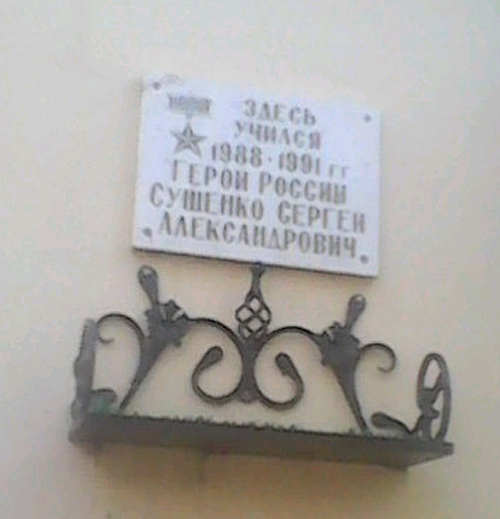 ЗДЕСЬ
УЧИЛСЯ
1988-1991 гг
ГЕРОЙ РОССИИ
СУЩЕНКО СЕРГЕЙ
АЛЕКСАНДРОВИЧ